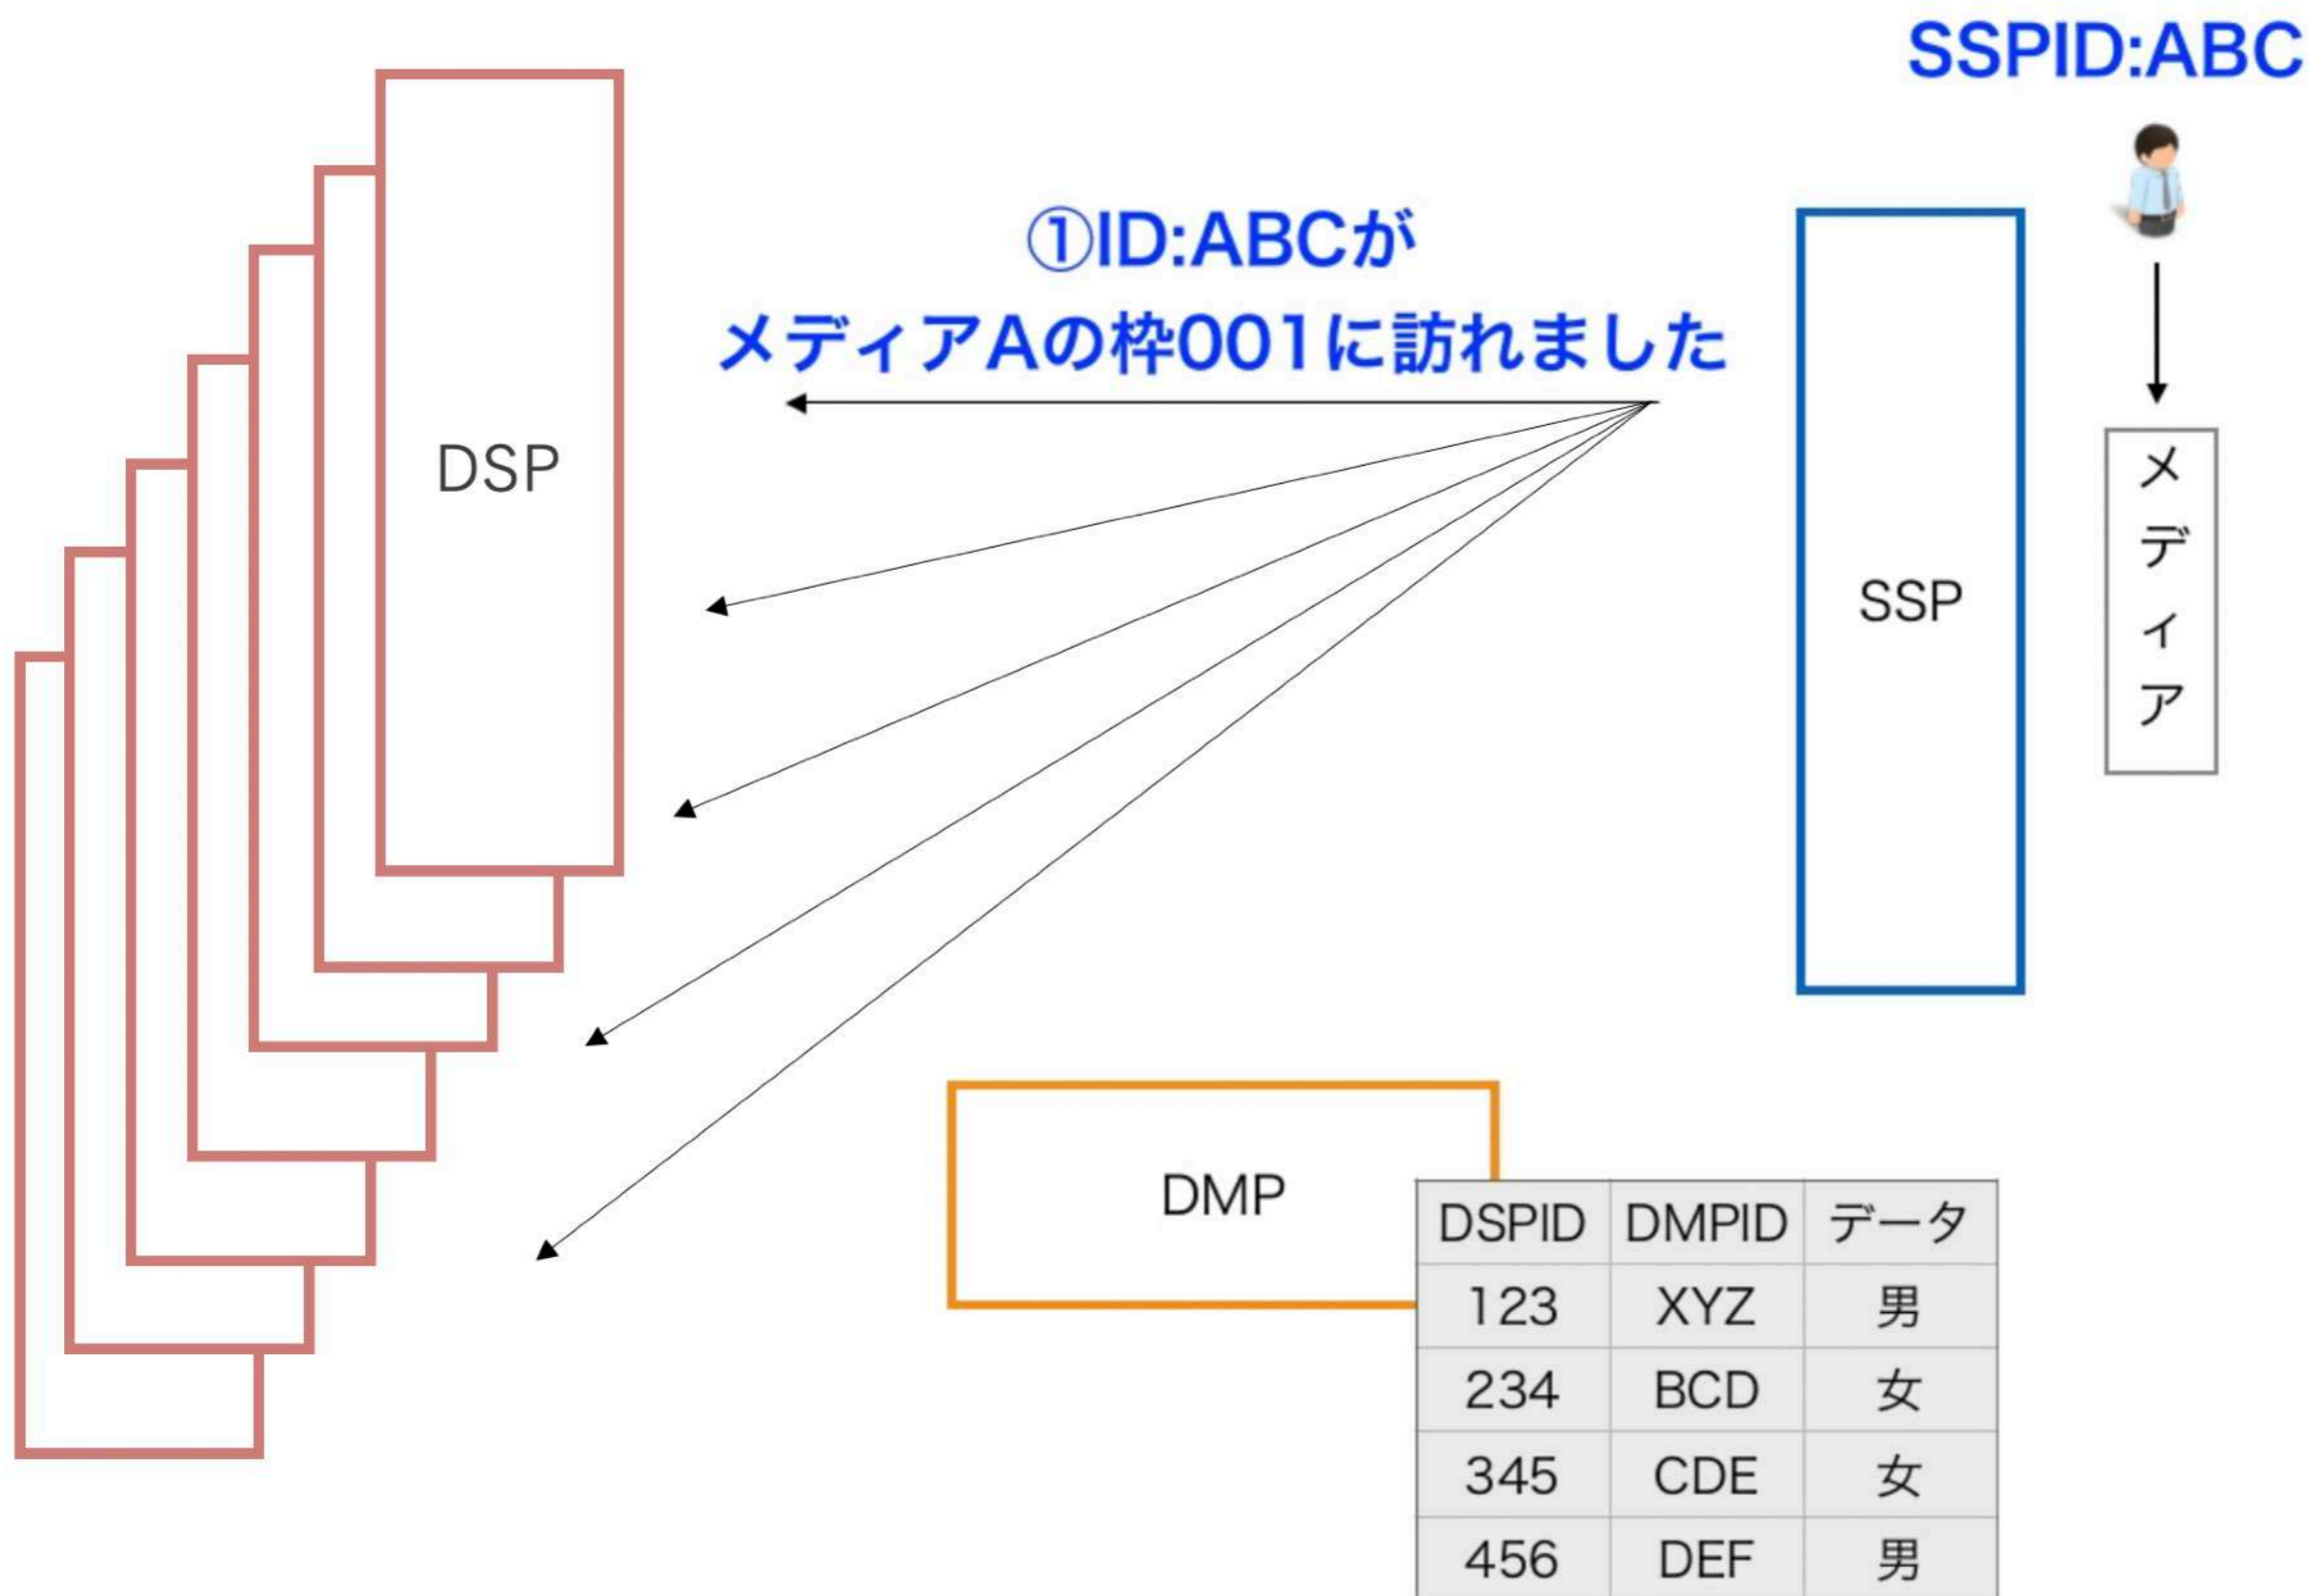 SSPID:ABC
①ID:ABCが
メディアAの枠001に訪れました
DSP
SSP
メディア
DMP
DSPID DMPID データ
123 XYZ 男
234 BCD 女
345 CDE 女
456 DEF 男